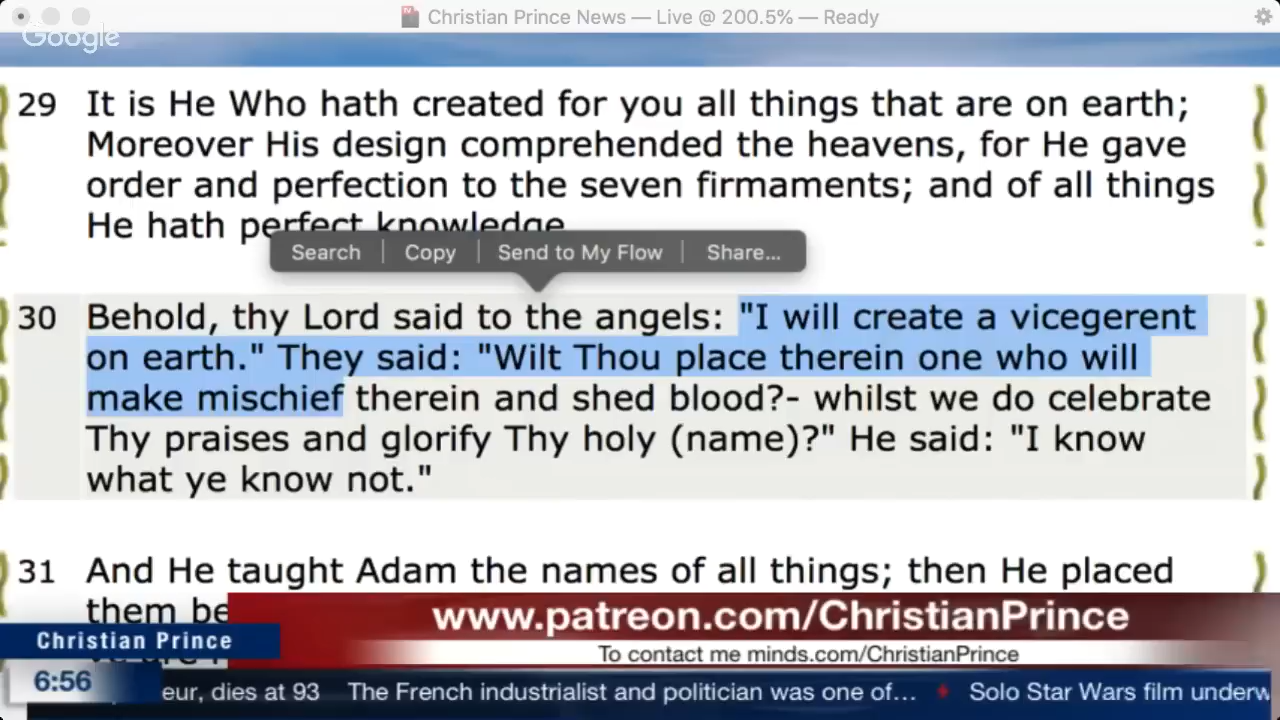 Christian Prince News — Live @ 200.5% — Ready
Google
29 It is He Who hath created for you all things that are on earth;
Moreover His design comprehended the heavens, for He gave
order and perfection to the seven firmaments; and of all things
He hath perfect knowledge.
Search Copy Send to My Flow Share...
30 Behold, thy Lord said to the angels: "I will create a vicegerent
on earth." They said: "Wilt Thou place therein one who will
make mischief therein and shed blood?- whilst we do celebrate
Thy praises and glorify Thy holy (name)?" He said: "I know
what ye know not."
31 And He taught Adam the names of all things; then He placed
them be
www.patreon.com/ChristianPrince
Christian Prince
To contact me minds.com/ChristianPrince
6:56 eur, dies at 93 The French industrialist and politician was one of... Solo Star Wars film underw